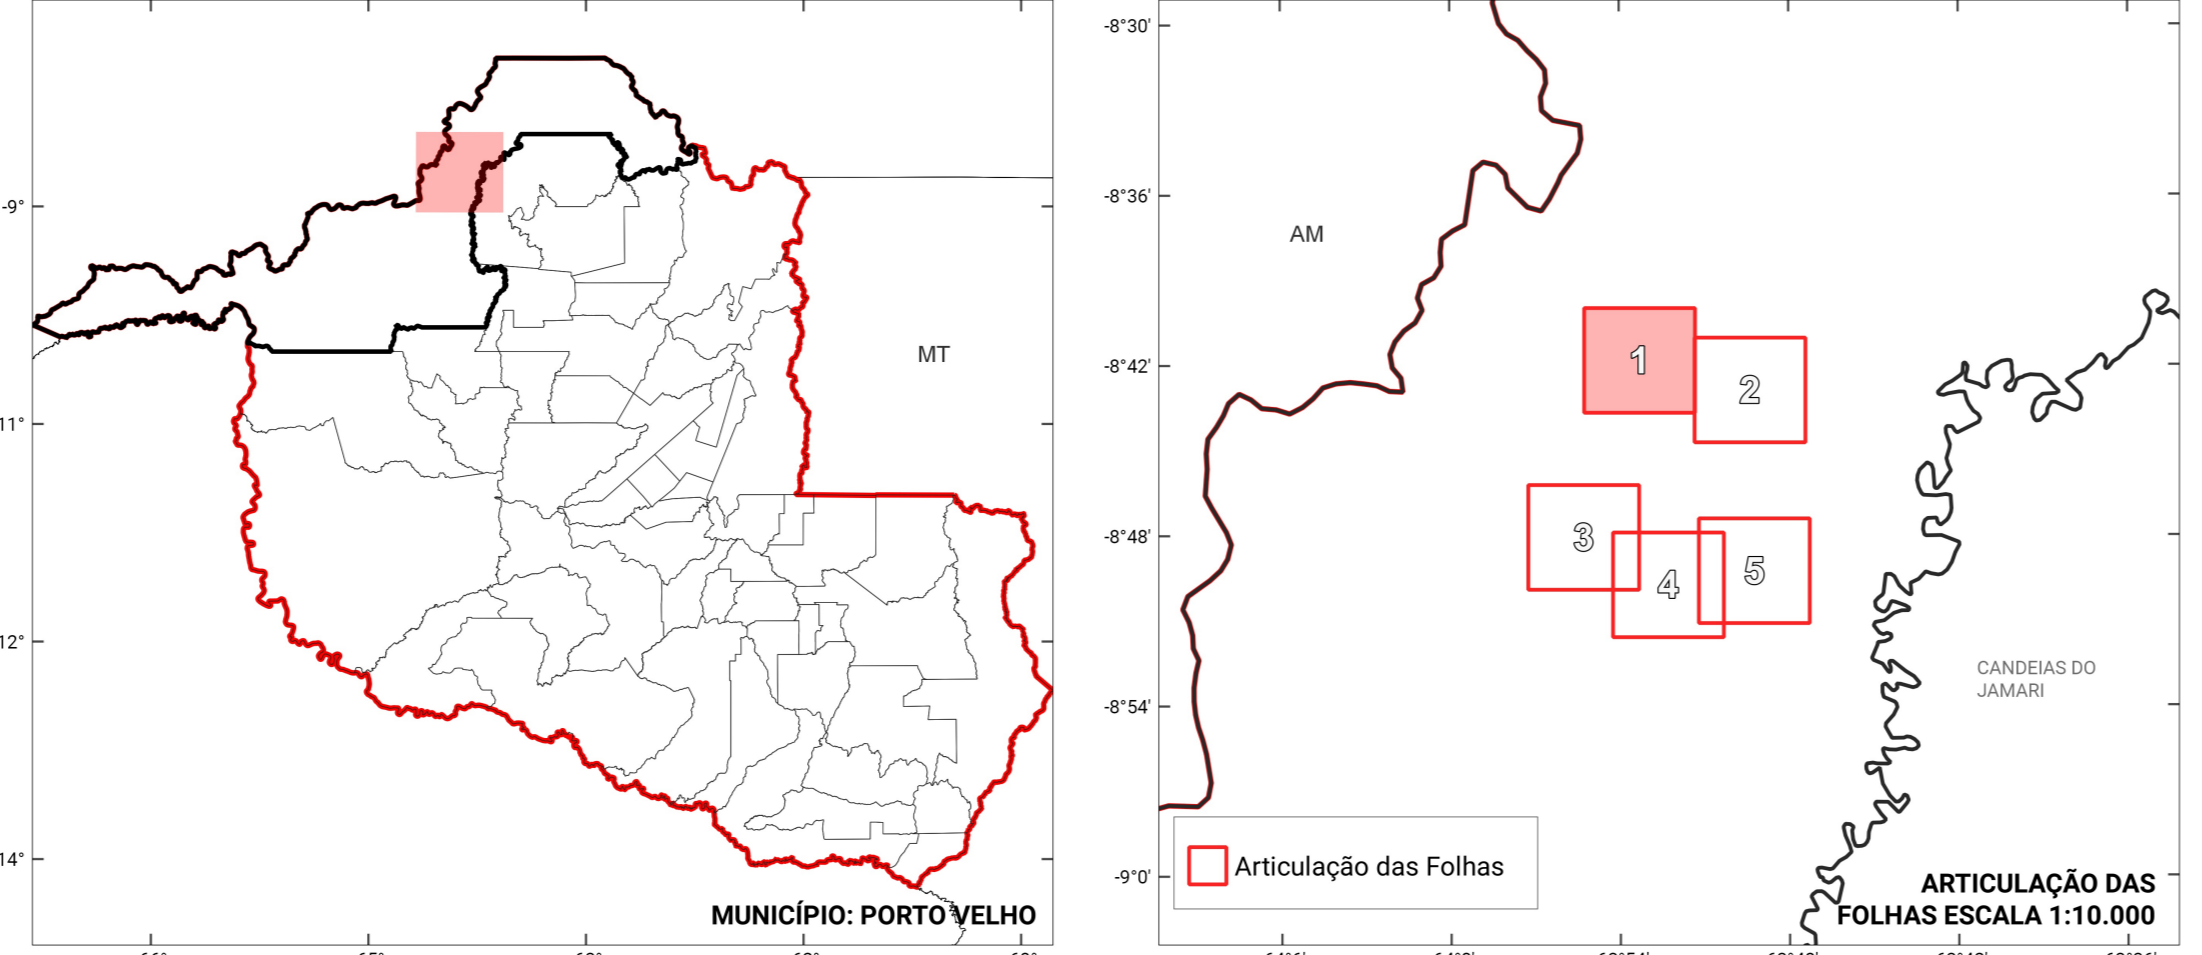 -9°
11°
12°
14°
MT
MUNICÍPIO: PORTO VELHO
-8°30'
-8°36'
-8°42'
-8°48'
-8°54'
-9°0'
AM
1
2
3
4
5
CANDEIAS DO
JAMARI
Articulação das Folhas
ARTICULAÇÃO DAS
FOLHAS ESCALA 1:10.000